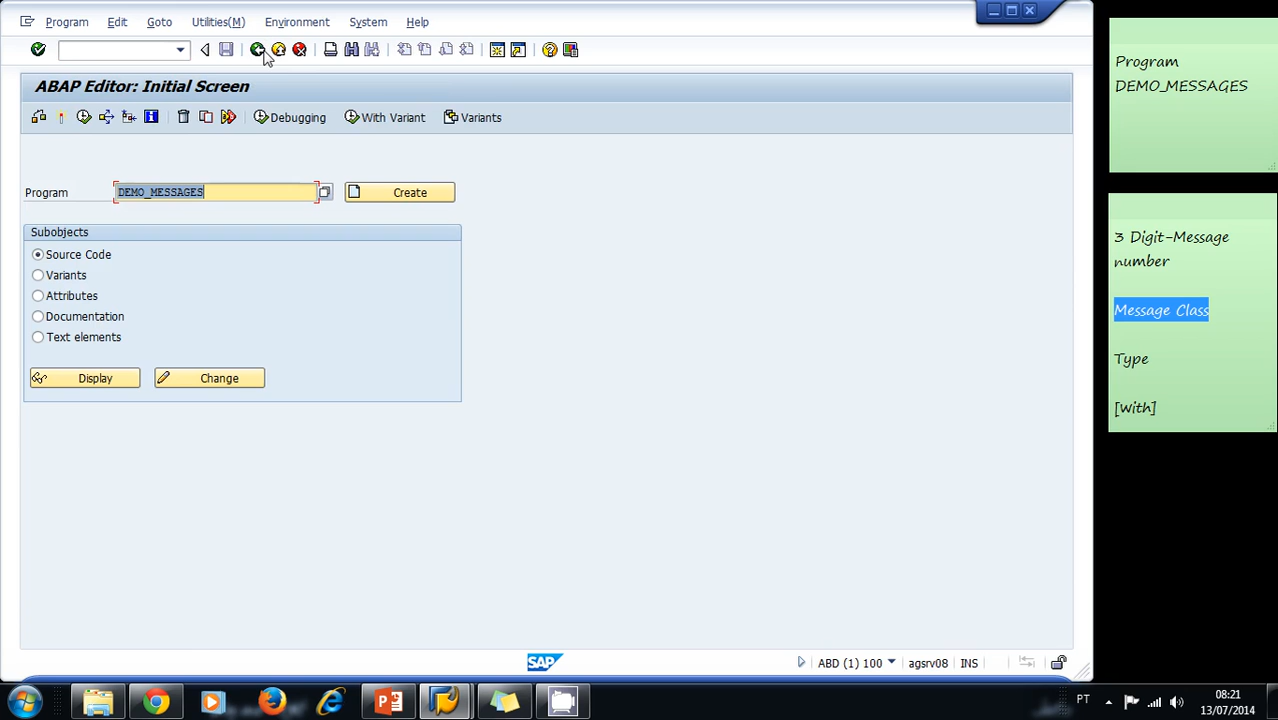 Program Edit Goto Utilities(M) Environment System Help
ABAP Editor: Initial Screen
Debugging With Variant Variants
Program DEMO_MESSAGES Create
Subobjects
Source Code
Variants
Attributes
Documentation
Text elements
Display Change
SAP
ABD (1) 100 agsrv08 INS
Program
DEMO_MESSAGES
3 Digit-Message
number
Message Class
Type
[With]
PT
08:21
13/07/2014